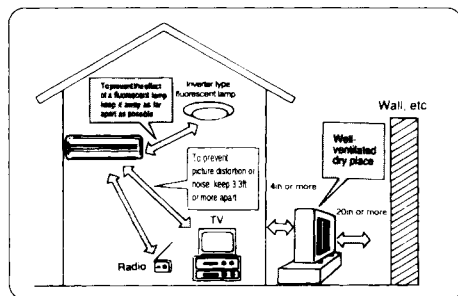 To prevent the effect
of a fluorescent lamp
keep it away as far
apart as possible
Inverter type
fluorescent lamp
Wall, etc
Well-
ventilated
dry place
To prevent
picture distortion or
noise keep 3.3ft
or more apart
4in or more
20in or more
TV
Radio